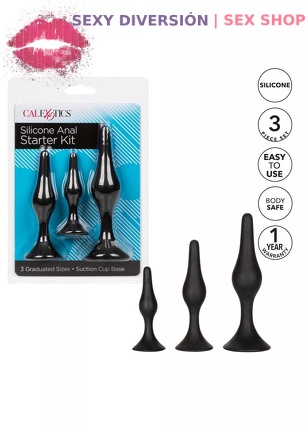 SEXY DIVERSIÓN | SEX SHOP
CALEXOTICS
Silicone Anal
Starter Kit
3 Graduated Sizes • Suction Cup Base
SILICONE
3
PIECE SET
EASY
TO
USE
BODY
SAFE
1
YEAR
WARRANTY